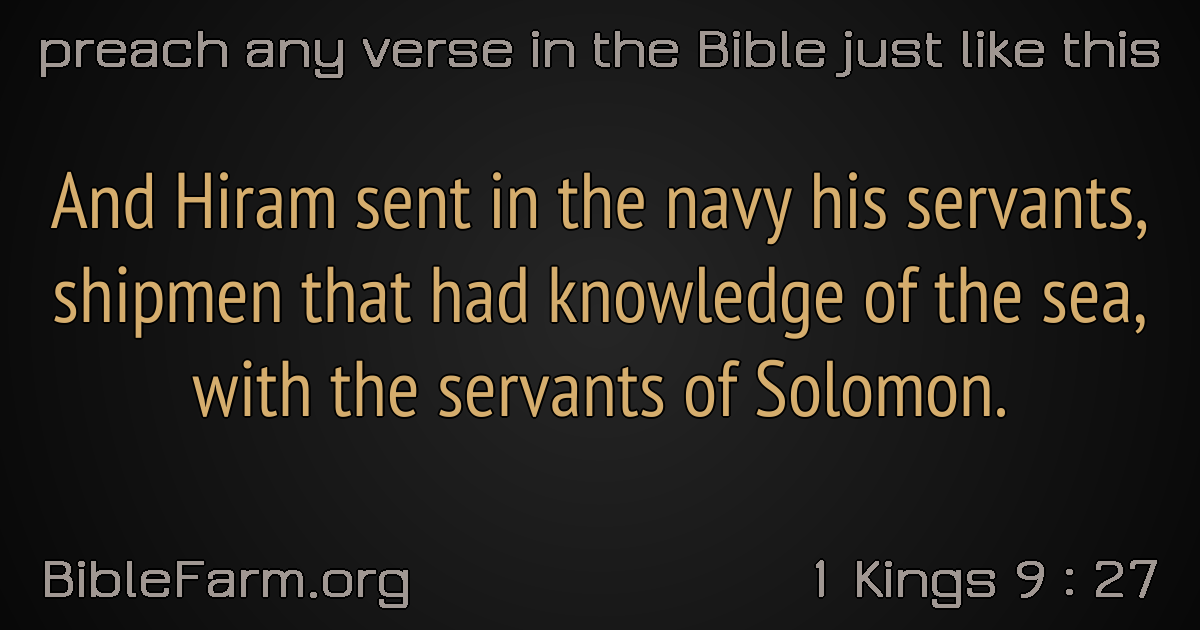 preach any verse in the Bible just like this
And Hiram sent in the navy his servants,
shipmen that had knowledge of the sea,
with the servants of Solomon.
BibleFarm.org
1 Kings 9 : 27